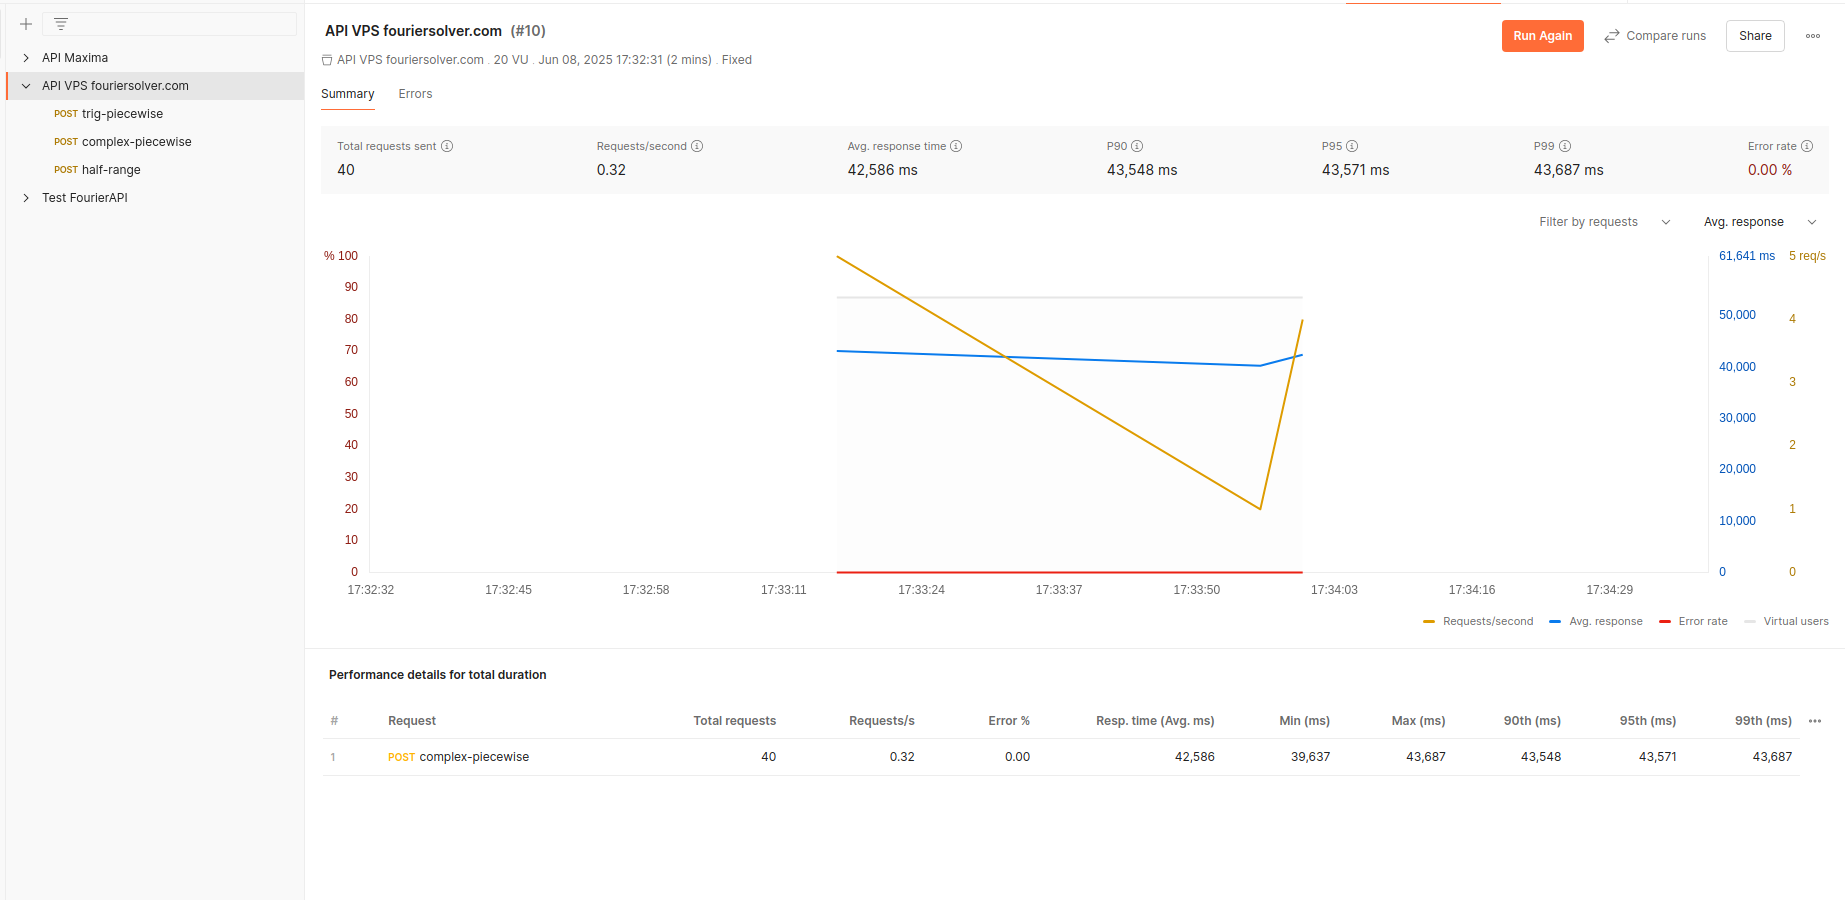 API Maxima
API VPS fouriersolver.com
POST trig-piecewise
POST complex-piecewise
POST half-range
Test FourierAPI
API VPS fouriersolver.com (#10)
Run Again
Compare runs
Share
API VPS fouriersolver.com . 20 VU . Jun 08, 2025 17:32:31 (2 mins) . Fixed
Summary Errors
Total requests sent Requests/second Avg. response time P90 P95 P99 Error rate
40 0.32 42,586 ms 43,548 ms 43,571 ms 43,687 ms 0.00 %
Filter by requests Avg. response
% 100
90
80
70
60
50
40
30
20
10
0
61,641 ms
50,000
40,000
30,000
20,000
10,000
0
5 req/s
4
3
2
1
0
17:32:32 17:32:45 17:32:58 17:33:11 17:33:24 17:33:37 17:33:50 17:34:03 17:34:16 17:34:29
Requests/second Avg. response Error rate Virtual users
Performance details for total duration
# Request Total requests Requests/s Error % Resp. time (Avg. ms) Min (ms) Max (ms) 90th (ms) 95th (ms) 99th (ms)
1 POST complex-piecewise 40 0.32 0.00 42,586 39,637 43,687 43,548 43,571 43,687